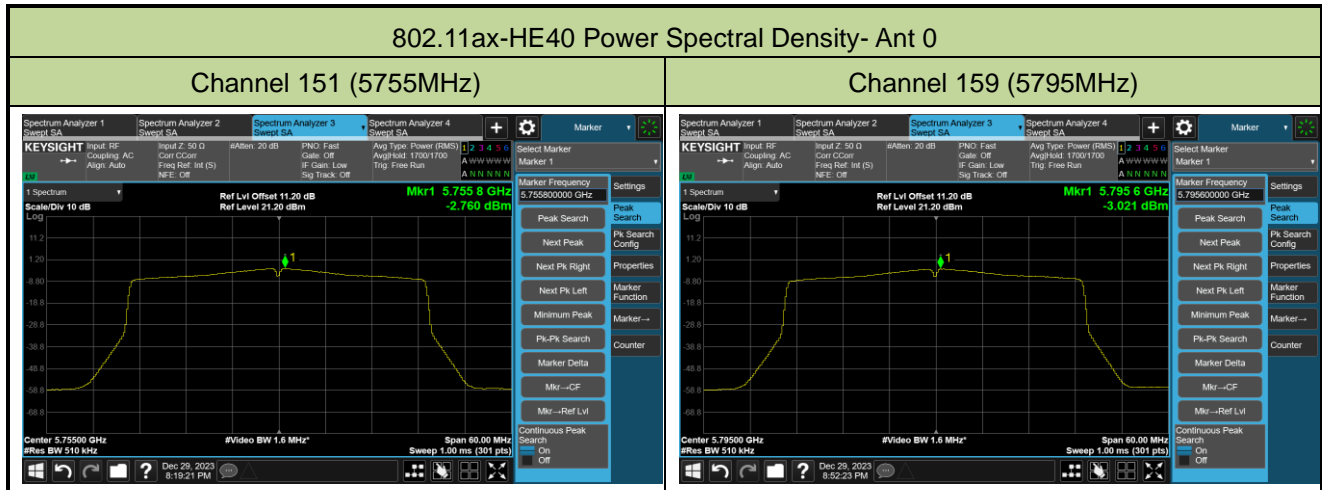 802.11ax-HE40 Power Spectral Density- Ant 0
Channel 151 (5755MHz)
Channel 159 (5795MHz)
Spectrum Analyzer 1
Swept SA
Spectrum Analyzer 2
Swept SA
Spectrum Analyzer 3
Swept SA
Spectrum Analyzer 4
Swept SA
+
Marker
KEYSIGHT
Input: RF
Coupling: AC
Align: Auto
Input Z: 50 Ω
Corr CCorr
Freq Ref: Int (S)
NFE: Off
#Atten: 20 dB
PNO: Fast
Gate: Off
IF Gain: Low
Sig Track: Off
Avg Type: Power (RMS)
Avg|Hold: 1700/1700
Trig: Free Run
1 2 3 4 5 6
A W W W W W
A N N N N N
LXI
Select Marker
Marker 1
1 Spectrum
Scale/Div 10 dB
Log
Ref Lvl Offset 11.20 dB
Ref Level 21.20 dBm
Mkr1 5.755 8 GHz
-2.760 dBm
11.2
1.20
-8.80
-18.8
-28.8
-38.8
-48.8
-58.8
-68.8
1
Center 5.75500 GHz
#Res BW 510 kHz
#Video BW 1.6 MHz*
Span 60.00 MHz
Sweep 1.00 ms (301 pts)
Marker Frequency
5.755800000 GHz
Peak Search
Next Peak
Next Pk Right
Next Pk Left
Minimum Peak
Pk-Pk Search
Marker Delta
Mkr→CF
Mkr→Ref Lvl
Continuous Peak
Search
On
Off
Settings
Peak
Search
Pk Search
Config
Properties
Marker
Function
Marker→
Counter
?
Dec 29, 2023
8:19:21 PM
Spectrum Analyzer 1
Swept SA
Spectrum Analyzer 2
Swept SA
Spectrum Analyzer 3
Swept SA
Spectrum Analyzer 4
Swept SA
+
Marker
KEYSIGHT
Input: RF
Coupling: AC
Align: Auto
Input Z: 50 Ω
Corr CCorr
Freq Ref: Int (S)
NFE: Off
#Atten: 20 dB
PNO: Fast
Gate: Off
IF Gain: Low
Sig Track: Off
Avg Type: Power (RMS)
Avg|Hold: 1700/1700
Trig: Free Run
1 2 3 4 5 6
A W W W W W
A N N N N N
LXI
Select Marker
Marker 1
1 Spectrum
Scale/Div 10 dB
Log
Ref Lvl Offset 11.20 dB
Ref Level 21.20 dBm
Mkr1 5.795 6 GHz
-3.021 dBm
11.2
1.20
-8.80
-18.8
-28.8
-38.8
-48.8
-58.8
-68.8
1
Center 5.79500 GHz
#Res BW 510 kHz
#Video BW 1.6 MHz*
Span 60.00 MHz
Sweep 1.00 ms (301 pts)
Marker Frequency
5.795600000 GHz
Peak Search
Next Peak
Next Pk Right
Next Pk Left
Minimum Peak
Pk-Pk Search
Marker Delta
Mkr→CF
Mkr→Ref Lvl
Continuous Peak
Search
On
Off
Settings
Peak
Search
Pk Search
Config
Properties
Marker
Function
Marker→
Counter
?
Dec 29, 2023
8:52:23 PM